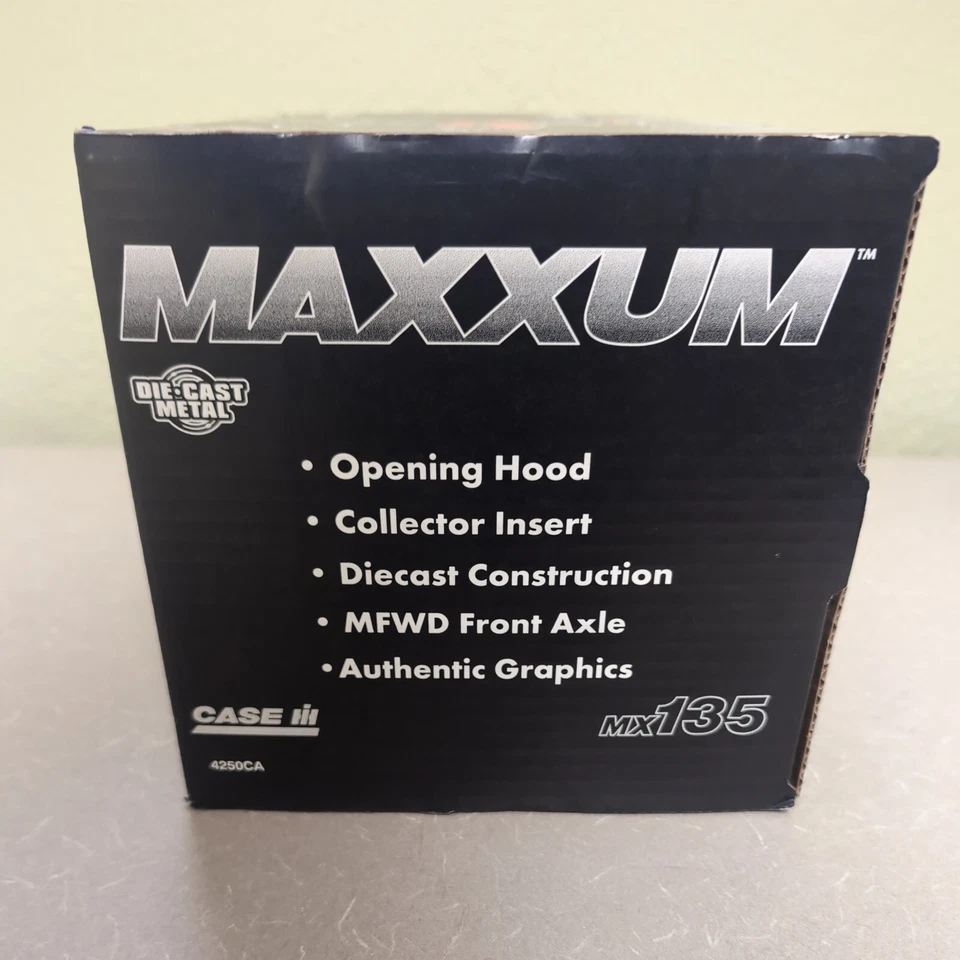 MAXXUM™
DIE•CAST
METAL
• Opening Hood
• Collector Insert
• Diecast Construction
• MFWD Front Axle
• Authentic Graphics
CASE IH
MX135
4250CA